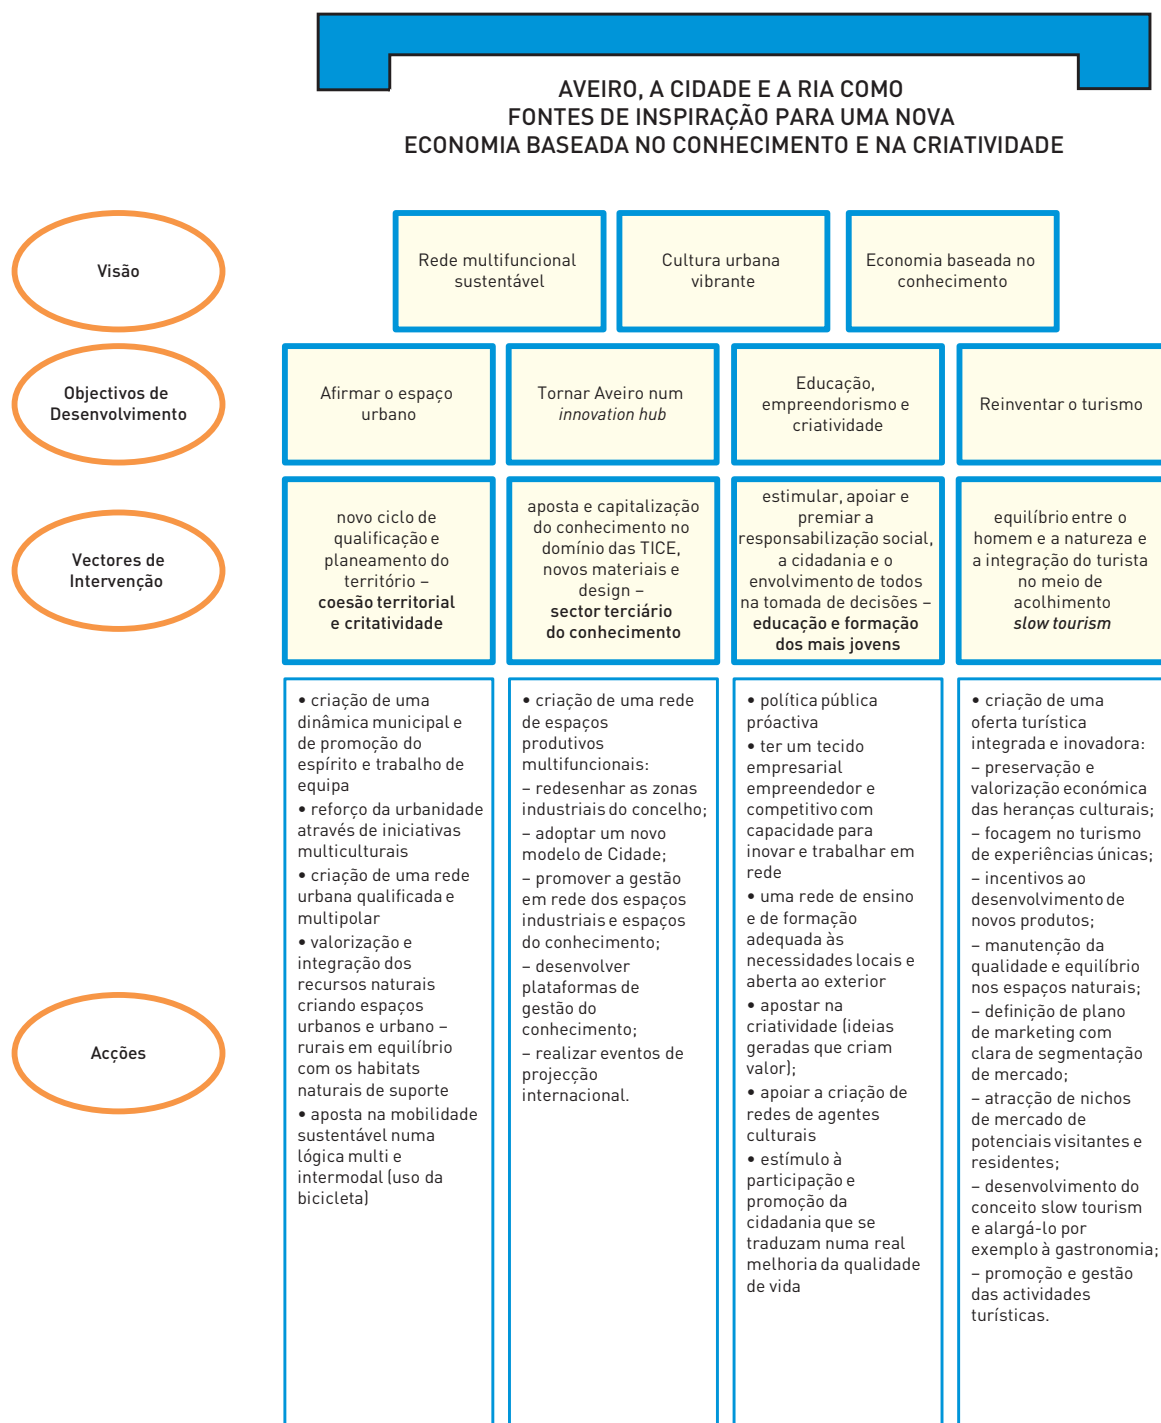 AVEIRO, A CIDADE E A RIA COMO
FONTES DE INSPIRAÇÃO PARA UMA NOVA
ECONOMIA BASEADA NO CONHECIMENTO E NA CRIATIVIDADE
Visão
Rede multifuncional
sustentável
Cultura urbana
vibrante
Economia baseada no
conhecimento
Objectivos de
Desenvolvimento
Afirmar o espaço
urbano
Tornar Aveiro num
innovation hub
Educação,
empreendorismo e
criatividade
Reinventar o turismo
Vectores de
Intervenção
novo ciclo de
qualificação e
planeamento do
território –
coesão territorial
e critatividade
aposta e capitalização
do conhecimento no
domínio das TICE,
novos materiais e
design –
sector terciário
do conhecimento
estimular, apoiar e
premiar a
responsabilização social,
a cidadania e o
envolvimento de todos
na tomada de decisões –
educação e formação
dos mais jovens
equilíbrio entre o
homem e a natureza e
a integração do turista
no meio de
acolhimento
slow tourism
Acções
• criação de uma
dinâmica municipal e
de promoção do
espírito e trabalho de
equipa
• reforço da urbanidade
através de iniciativas
multiculturais
• criação de uma rede
urbana qualificada e
multipolar
• valorização e
integração dos
recursos naturais
criando espaços
urbanos e urbano –
rurais em equilíbrio
com os habitats
naturais de suporte
• aposta na mobilidade
sustentável numa
lógica multi e
intermodal (uso da
bicicleta)
• criação de uma rede
de espaços
produtivos
multifuncionais:
– redesenhar as zonas
industriais do concelho;
– adoptar um novo
modelo de Cidade;
– promover a gestão
em rede dos espaços
industriais e espaços
do conhecimento;
– desenvolver
plataformas de
gestão do
conhecimento;
– realizar eventos de
projecção
internacional.
• política pública
próactiva
• ter um tecido
empresarial
empreendedor e
competitivo com
capacidade para
inovar e trabalhar em
rede
• uma rede de ensino
e de formação
adequada às
necessidades locais e
aberta ao exterior
• apostar na
criatividade (ideias
geradas que criam
valor);
• apoiar a criação de
redes de agentes
culturais
• estímulo à
participação e
promoção da
cidadania que se
traduzam numa real
melhoria da qualidade
de vida
• criação de uma
oferta turística
integrada e inovadora:
– preservação e
valorização económica
das heranças culturais;
– focagem no turismo
de experiências únicas;
– incentivos ao
desenvolvimento de
novos produtos;
– manutenção da
qualidade e equilíbrio
nos espaços naturais;
– definição de plano
de marketing com
clara de segmentação
de mercado;
– atracção de nichos
de mercado de
potenciais visitantes e
residentes;
– desenvolvimento do
conceito slow tourism
e alargá-lo por
exemplo à gastronomia;
– promoção e gestão
das actividades
turísticas.